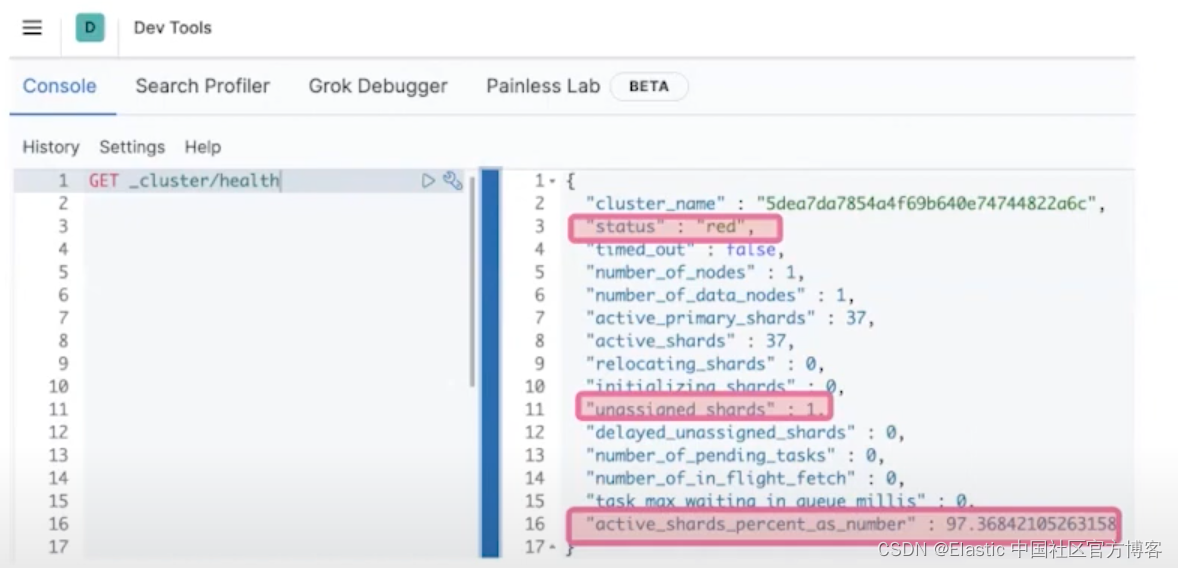 D Dev Tools
Console Search Profiler Grok Debugger Painless Lab BETA
History Settings Help
1 GET _cluster/health
2
3
4
5
6
7
8
9
10
11
12
13
14
15
16
17
1 {
2 "cluster_name" : "5dea7da7854a4f69b640e74744822a6c",
3 "status" : "red",
4 "timed_out" : false,
5 "number_of_nodes" : 1,
6 "number_of_data_nodes" : 1,
7 "active_primary_shards" : 37,
8 "active_shards" : 37,
9 "relocating_shards" : 0,
10 "initializing_shards" : 0,
11 "unassigned_shards" : 1,
12 "delayed_unassigned_shards" : 0,
13 "number_of_pending_tasks" : 0,
14 "number_of_in_flight_fetch" : 0,
15 "task_max_waiting_in_queue_millis" : 0,
16 "active_shards_percent_as_number" : 97.36842105263158
17 }
CSDN @Elastic 中国社区官方博客